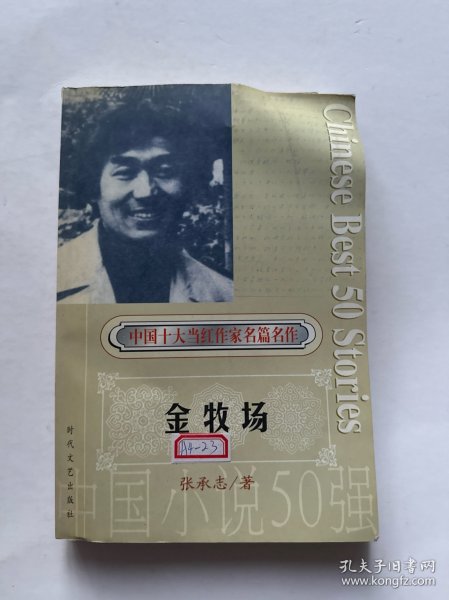 Chinese Best 50 Stories
中国十大当红作家名篇名作
金牧场
A4-23
张承志/著
时代文艺出版社
中国小说50强
孔夫子旧书网
www.kongfz.com